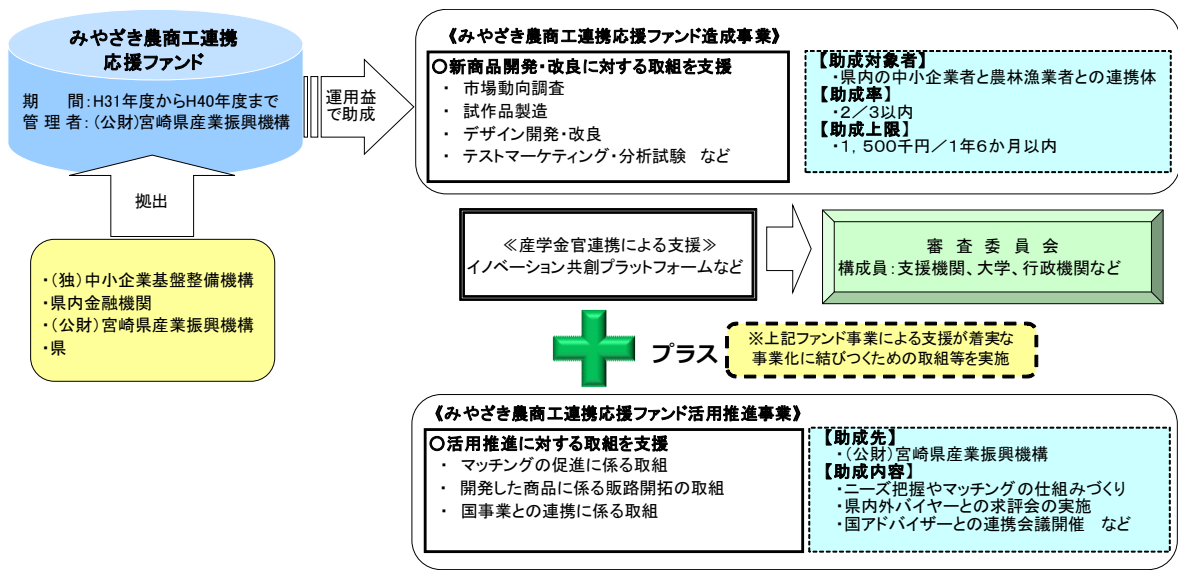 みやざき農商工連携
応援ファンド
期　　間：H31年度からH40年度まで
管理者：(公財)宮崎県産業振興機構
拠出
・(独)中小企業基盤整備機構
・県内金融機関
・(公財)宮崎県産業振興機構
・県
運用益
で助成
《みやざき農商工連携応援ファンド造成事業》
○新商品開発・改良に対する取組を支援
・　市場動向調査
・　試作品製造
・　デザイン開発・改良
・　テストマーケティング・分析試験　など
【助成対象者】
・県内の中小企業者と農林漁業者との連携体
【助成率】
・2／3以内
【助成上限】
・1，500千円／1年6か月以内
≪産学金官連携による支援≫
イノベーション共創プラットフォームなど
審査委員会
構成員：支援機関、大学、行政機関など
プラス
※上記ファンド事業による支援が着実な
事業化に結びつくための取組等を実施
《みやざき農商工連携応援ファンド活用推進事業》
○活用推進に対する取組を支援
・　マッチングの促進に係る取組
・　開発した商品に係る販路開拓の取組
・　国事業との連携に係る取組
【助成先】
・(公財)宮崎県産業振興機構
【助成内容】
・ニーズ把握やマッチングの仕組みづくり
・県内外バイヤーとの求評会の実施
・国アドバイザーとの連携会議開催　など